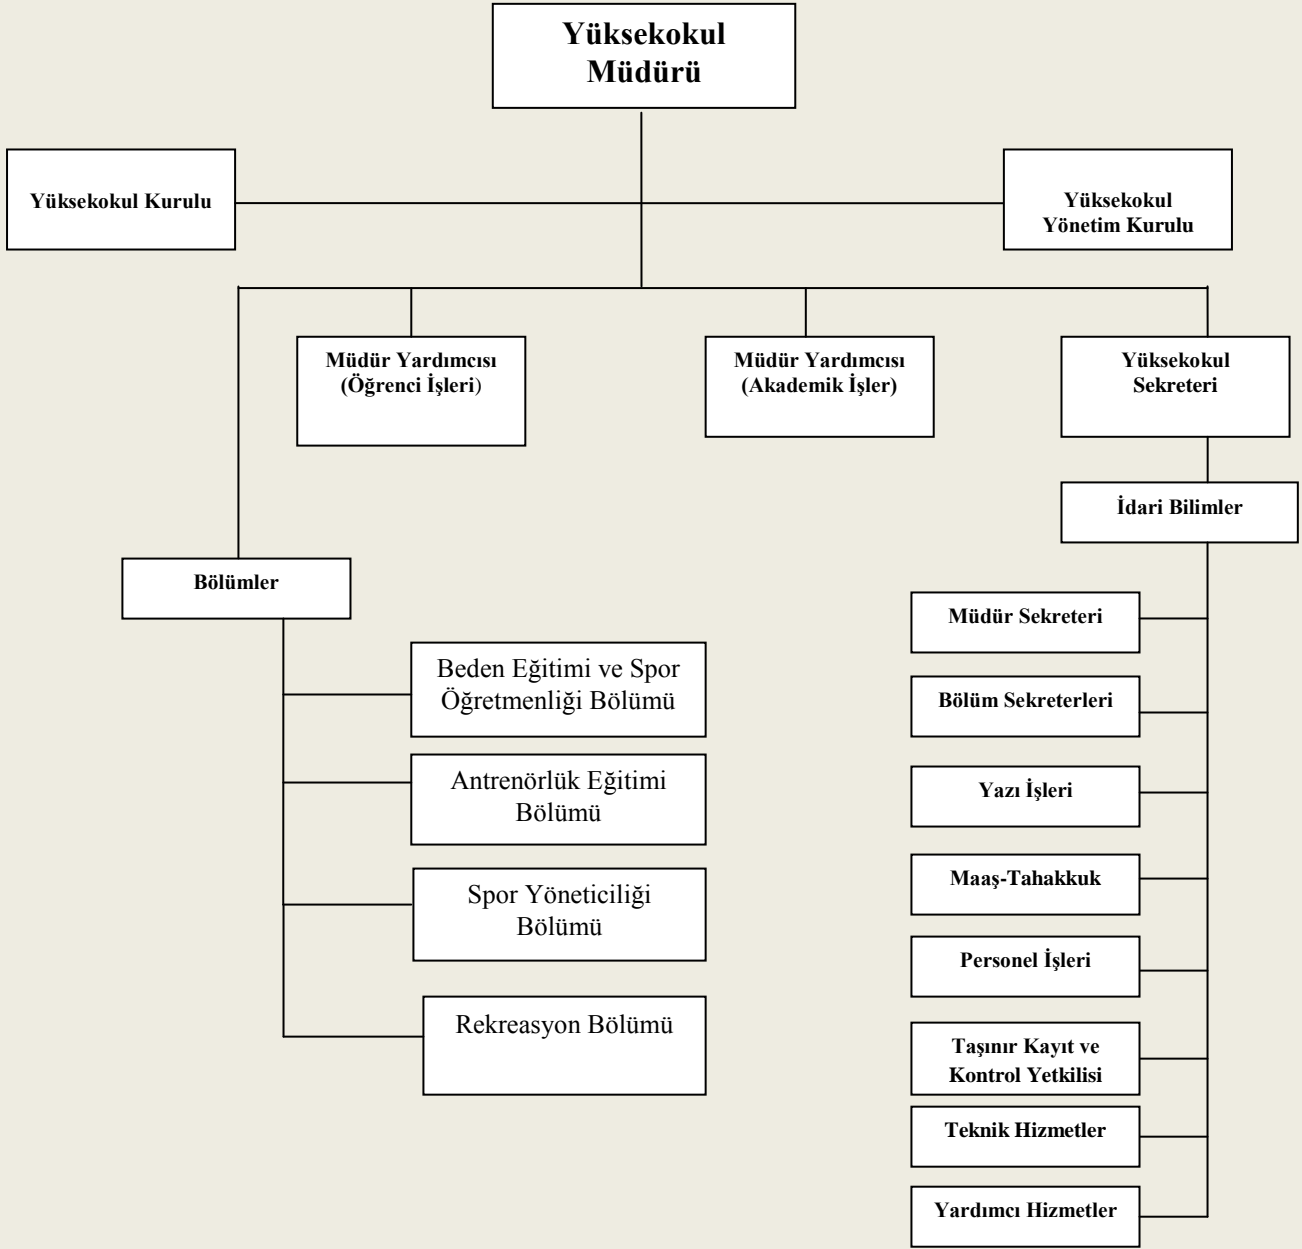 Yüksekokul
Müdürü
Yüksekokul Kurulu
Yüksekokul
Yönetim Kurulu
Müdür Yardımcısı
(Öğrenci İşleri)
Müdür Yardımcısı
(Akademik İşler)
Yüksekokul
Sekreteri
İdari Bilimler
Bölümler
Beden Eğitimi ve Spor
Öğretmenliği Bölümü
Antrenörlük Eğitimi
Bölümü
Spor Yöneticiliği
Bölümü
Rekreasyon Bölümü
Müdür Sekreteri
Bölüm Sekreterleri
Yazı İşleri
Maaş-Tahakkuk
Personel İşleri
Taşınır Kayıt ve
Kontrol Yetkilisi
Teknik Hizmetler
Yardımcı Hizmetler